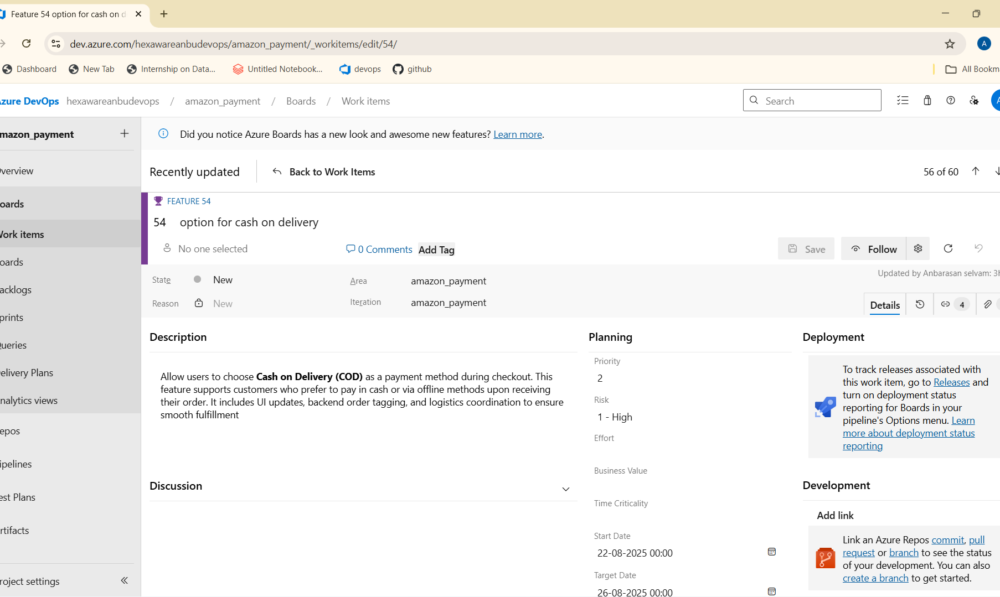 Feature 54 option for cash on d
dev.azure.com/hexawareanbudevops/amazon_payment/_workitems/edit/54/
A
Dashboard New Tab Internship on Data... Untitled Notebook... devops github All Bookm
Azure DevOps hexawareanbudevops / amazon_payment / Boards / Work items Search
mazon_payment +
Did you notice Azure Boards has a new look and awesome new features? Learn more.
verview
Recently updated Back to Work Items 56 of 60
oards
FEATURE 54
54 option for cash on delivery
Work items
No one selected 0 Comments Add Tag Save Follow
oards
Updated by Anbarasan selvam: 3h
State New Area amazon_payment
Reason New Iteration amazon_payment
Details 4
acklogs
prints
Queries
elivery Plans
nalytics views
epos
ipelines
est Plans
rtifacts
roject settings
Description
Allow users to choose Cash on Delivery (COD) as a payment method during checkout. This
feature supports customers who prefer to pay in cash or via offline methods upon receiving
their order. It includes UI updates, backend order tagging, and logistics coordination to ensure
smooth fulfillment
Discussion
Planning
Priority
2
Risk
1 - High
Effort
Business Value
Time Criticality
Start Date
22-08-2025 00:00
Target Date
26-08-2025 00:00
Deployment
To track releases associated with
this work item, go to Releases and
turn on deployment status
reporting for Boards in your
pipeline's Options menu. Learn
more about deployment status
reporting
Development
Add link
Link an Azure Repos commit, pull
request or branch to see the status
of your development. You can also
create a branch to get started.